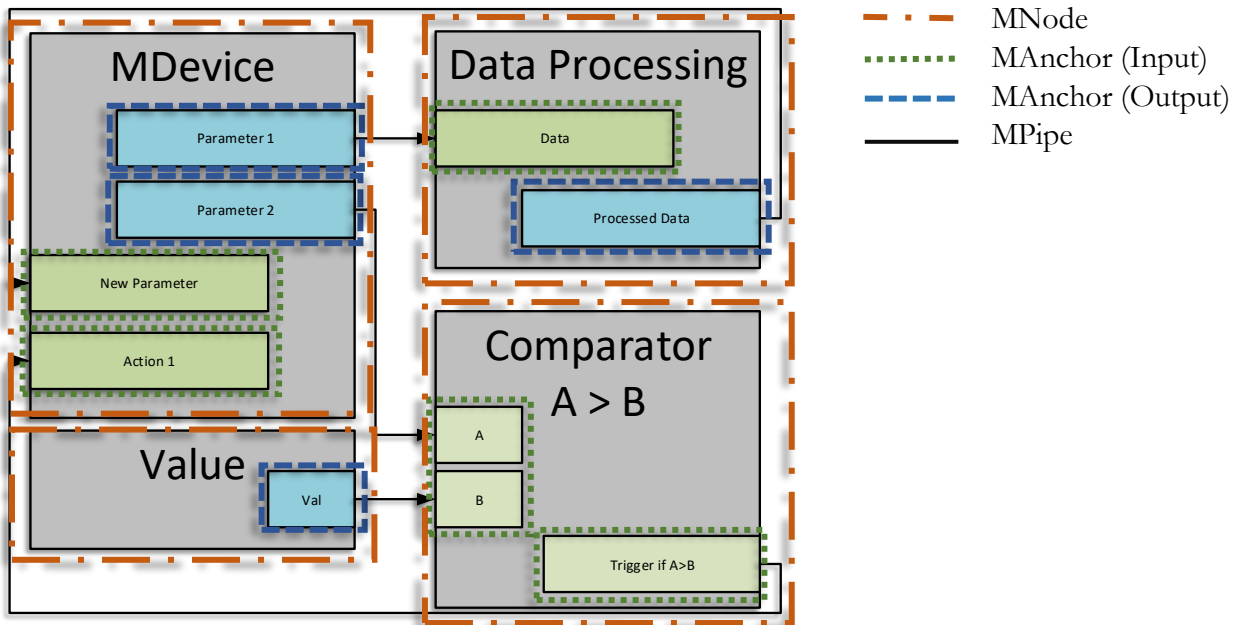 MDevice
Parameter 1
Parameter 2
New Parameter
Action 1
Value
Val
Data Processing
Data
Processed Data
Comparator
A > B
A
B
Trigger if A>B
MNode
MAnchor (Input)
MAnchor (Output)
MPipe